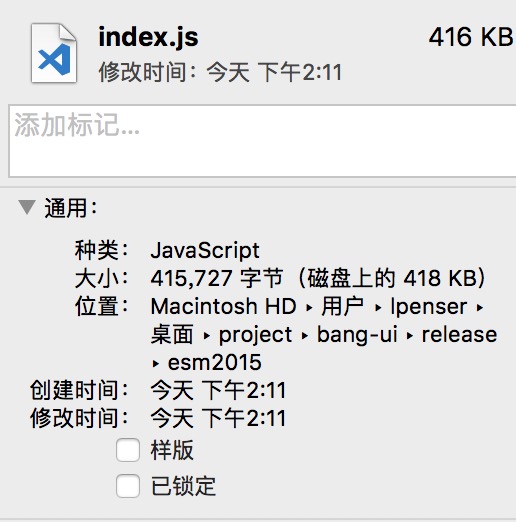 index.js 416 KB
修改时间：今天 下午2:11
添加标记...
通用：
种类： JavaScript
大小： 415,727 字节（磁盘上的 418 KB）
位置： Macintosh HD ▸ 用户 ▸ lpenser ▸
桌面 ▸ project ▸ bang-ui ▸ release
▸ esm2015
创建时间： 今天 下午2:11
修改时间： 今天 下午2:11
样版
已锁定